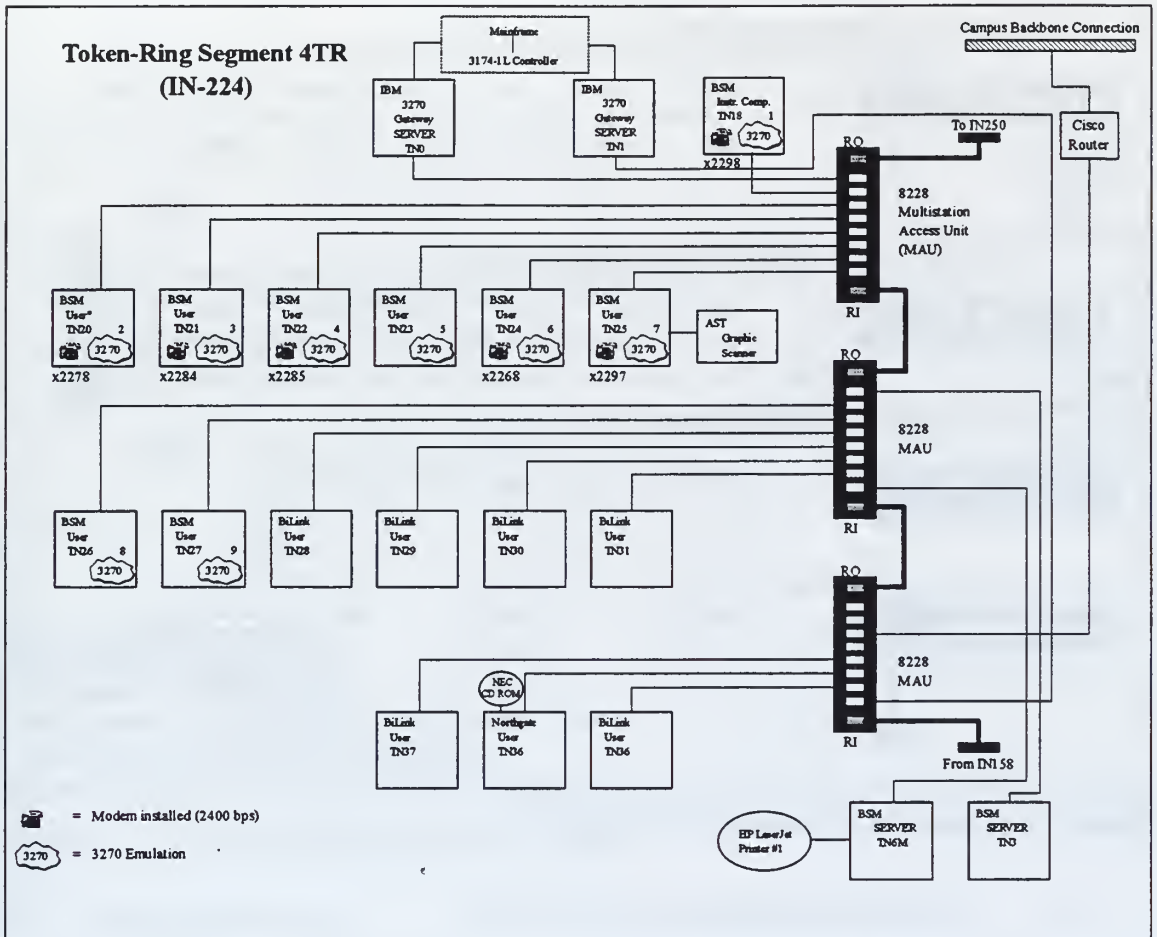 Token-Ring Segment 4TR
(IN-224)
Mainframe
3174-1L Controller
Campus Backbone Connection
IBM
3270
Gateway
SERVER
TN0
IBM
3270
Gateway
SERVER
TN1
BSM
Instr. Comp.
TN18 1
3270
x2298
RO
To IN250
Cisco
Router
8228
Multistation
Access Unit
(MAU)
RI
BSM
User*
TN20 2
3270
x2278
BSM
User
TN21 3
3270
x2284
BSM
User
TN22 4
3270
x2285
BSM
User
TN23 5
3270
BSM
User
TN24 6
3270
x2268
BSM
User
TN25 7
3270
x2297
AST
Graphic
Scanner
RO
8228
MAU
RI
BSM
User
TN26 8
3270
BSM
User
TN27 9
3270
BiLink
User
TN28
BiLink
User
TN29
BiLink
User
TN30
BiLink
User
TN31
RO
8228
MAU
RI
NEC
CD ROM
BiLink
User
TN37
Northgate
User
TN36
BiLink
User
TN36
From IN158
HP LaserJet
Printer #1
BSM
SERVER
TN6M
BSM
SERVER
TN3
= Modem installed (2400 bps)
3270 = 3270 Emulation